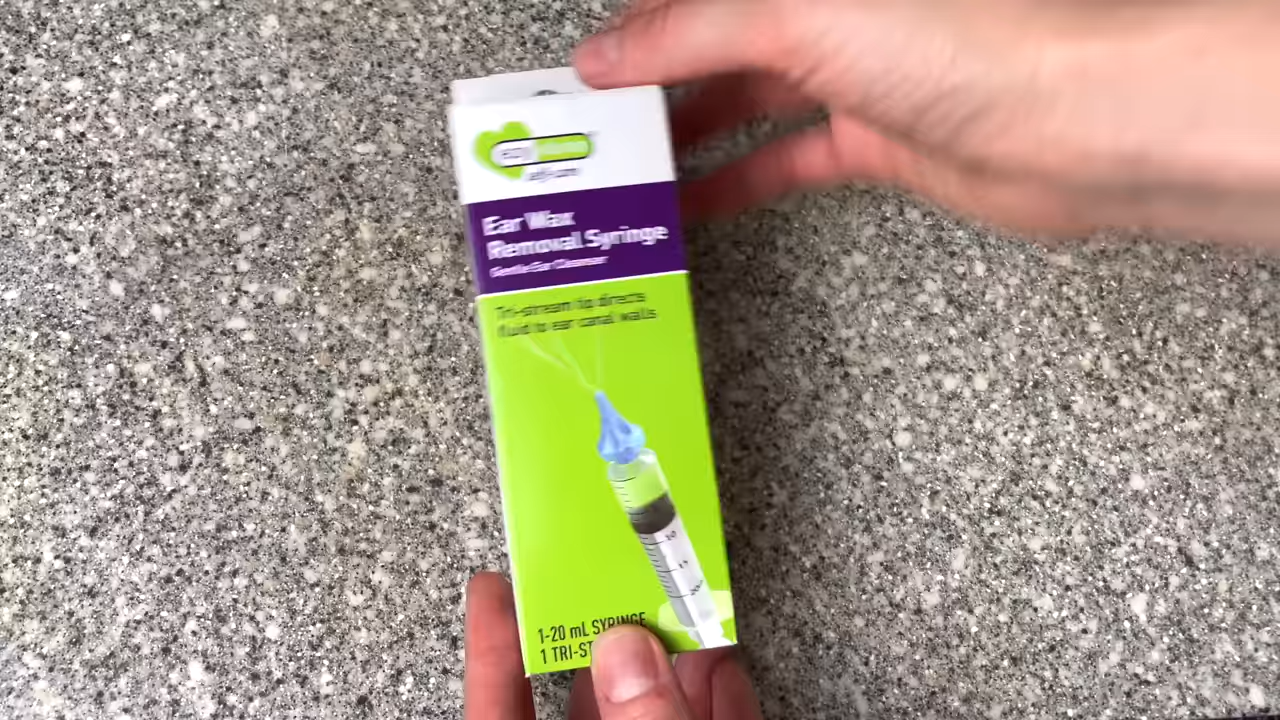 Ear Wax
Removal Syringe
Gentle Ear Cleanser
Tri-stream tip directs
fluid to ear canal walls
1-20 mL SYRINGE
1 TRI-ST